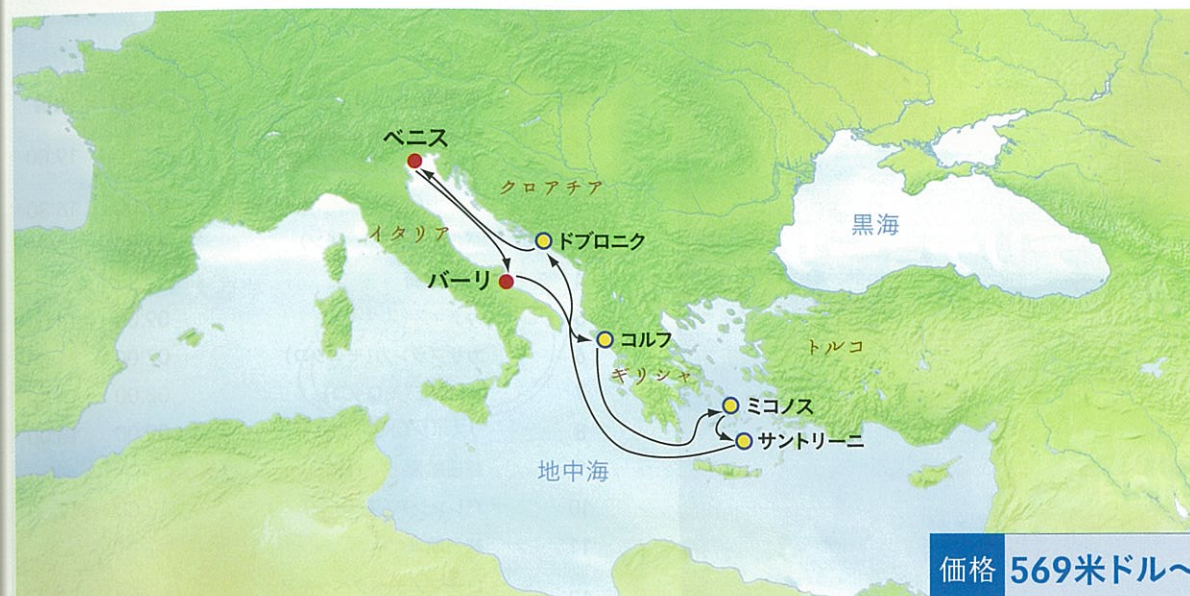 ベニス
クロアチア
ドブロニク
イタリア
バーリ
黒海
コルフ
トルコ
ギリシャ
ミコノス
サントリーニ
地中海
価格 569米ドル～